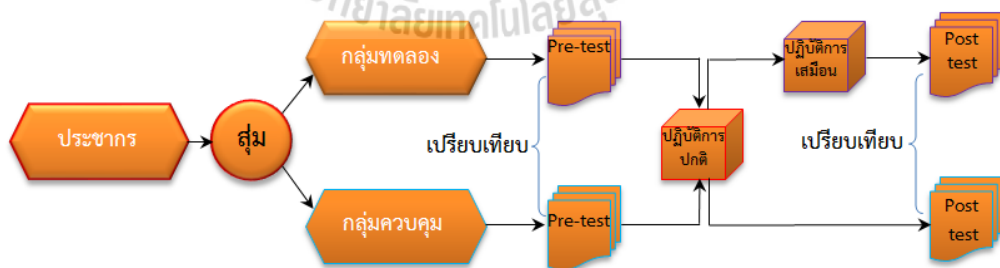 กลุ่มทดลอง
Pre-test
ปฏิบัติการ
เสมือน
Post
test
ประชากร
สุ่ม
เปรียบเทียบ
ปฏิบัติการ
ปกติ
เปรียบเทียบ
กลุ่มควบคุม
Pre-test
Post
test